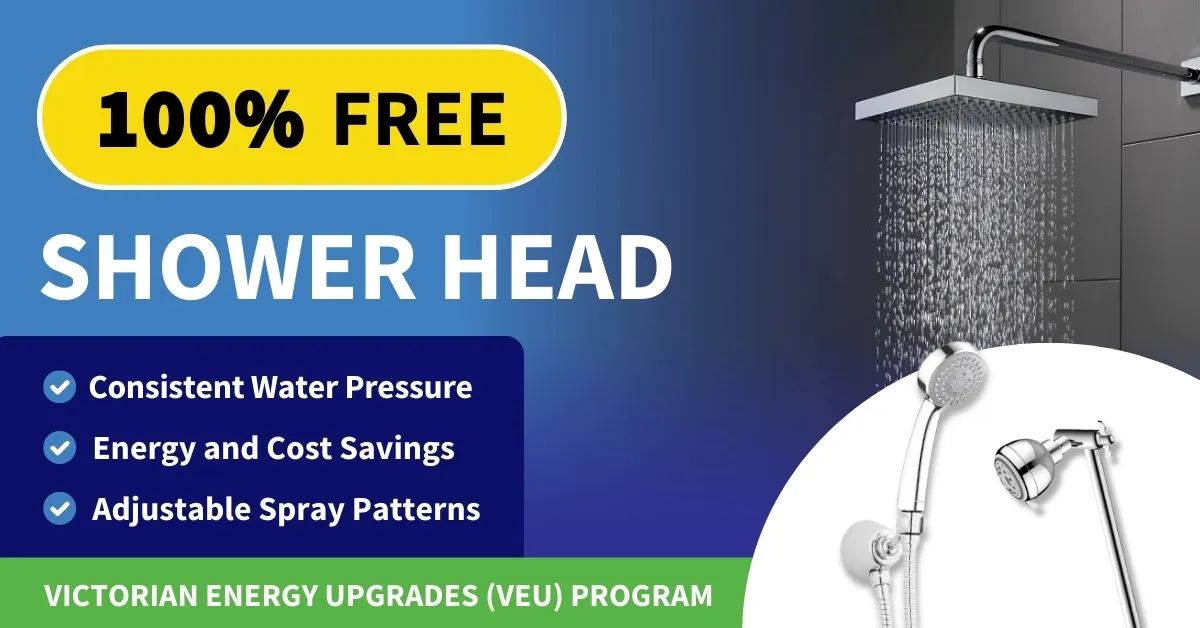 100% FREE
SHOWER HEAD
Consistent Water Pressure
Energy and Cost Savings
Adjustable Spray Patterns
VICTORIAN ENERGY UPGRADES (VEU) PROGRAM